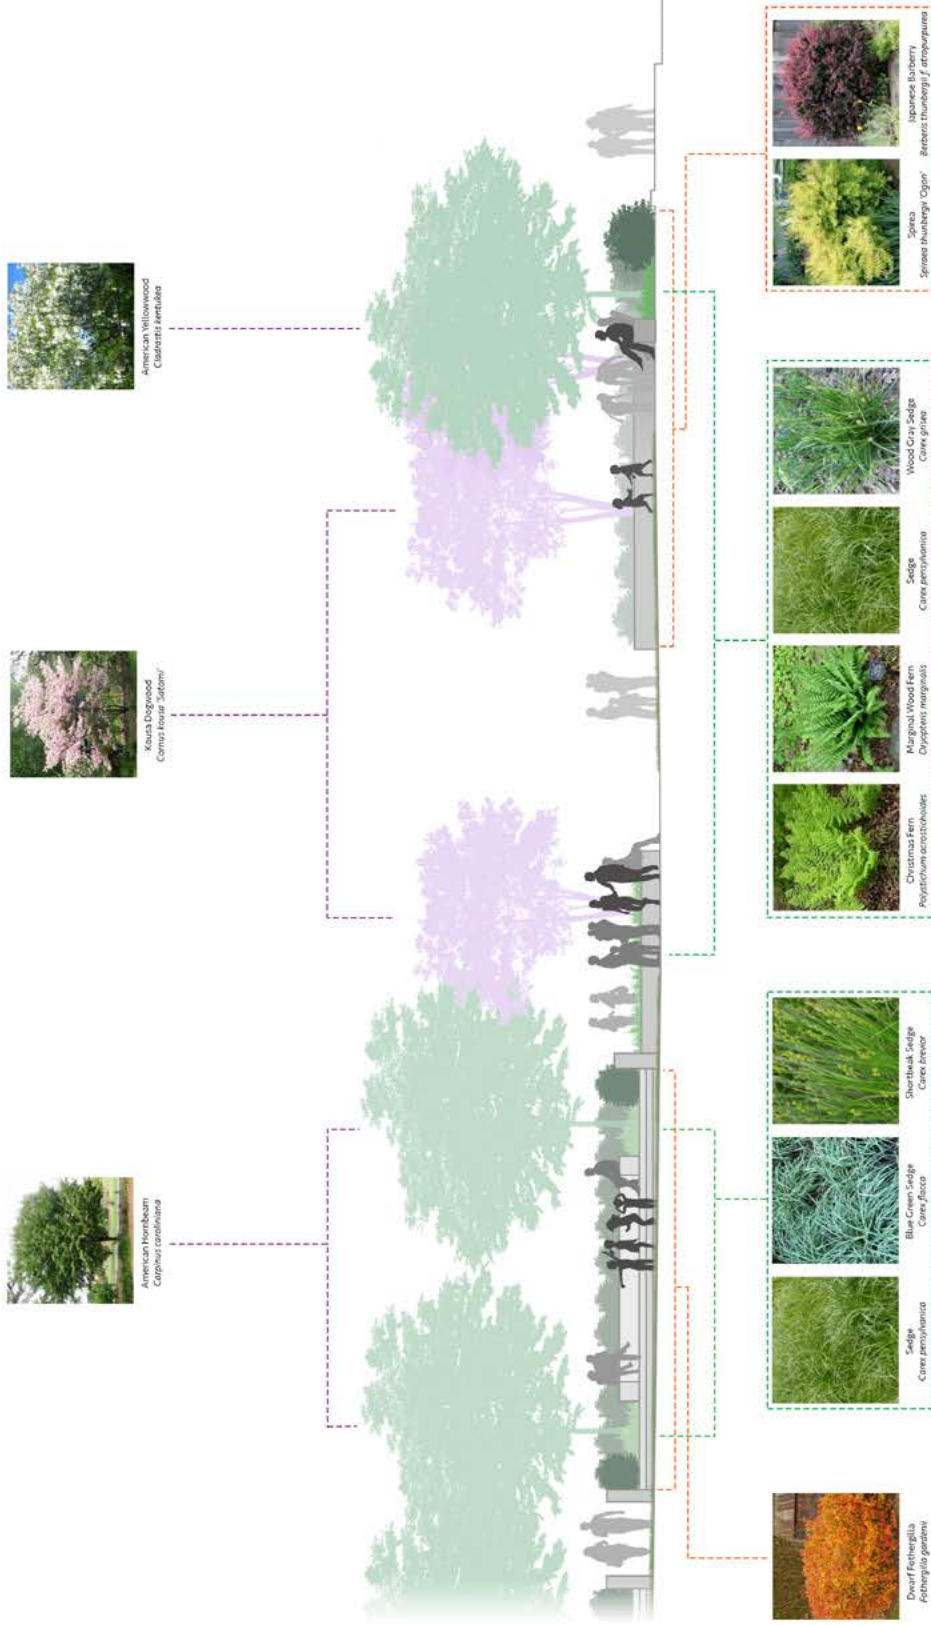 American Hornbeam
Carpinus caroliniana
Kousa Dogwood
Cornus kousa 'Satomi'
American Yellowwood
Cladrastis kentukea
Dwarf Fothergilla
Fothergilla gardenii
Sedge
Carex pensylvanica
Blue Green Sedge
Carex flacca
Shortbeak Sedge
Carex brevior
Christmas Fern
Polystichum acrostichoides
Marginal Wood Fern
Dryopteris marginalis
Sedge
Carex pensylvanica
Wood Gray Sedge
Carex grisea
Spirea
Spiraea thunbergii 'Ogon'
Japanese Barberry
Berberis thunbergii f. atropurpurea